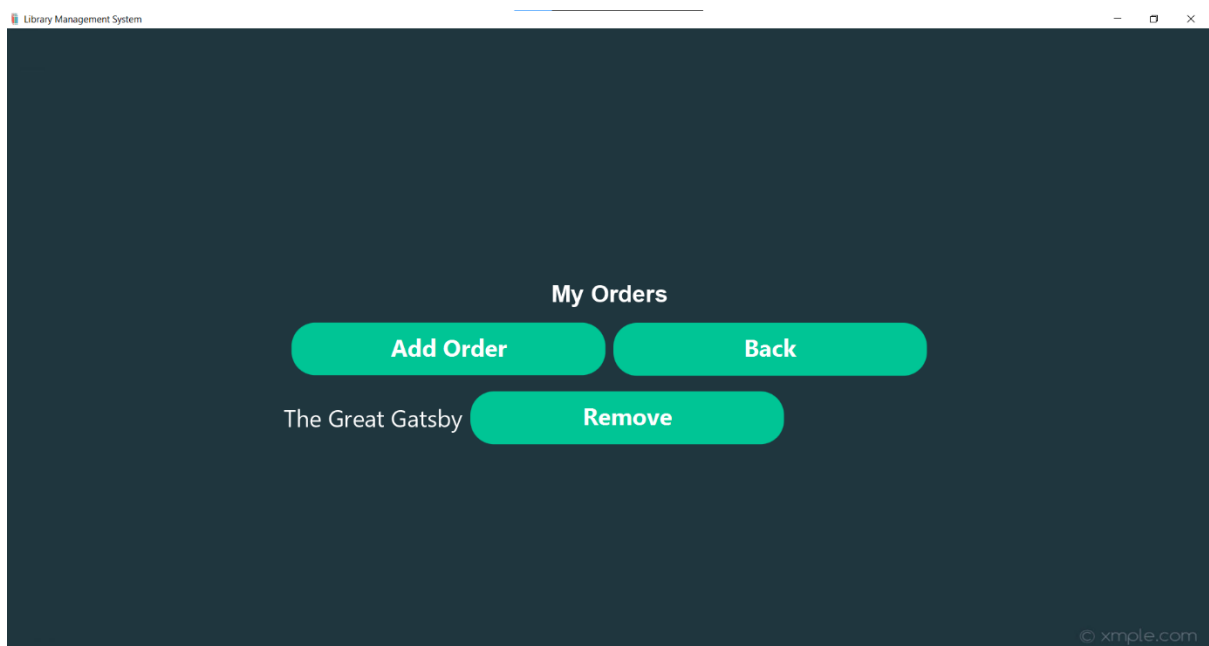 Library Management System
My Orders
Add Order Back
The Great Gatsby Remove
© xmple.com